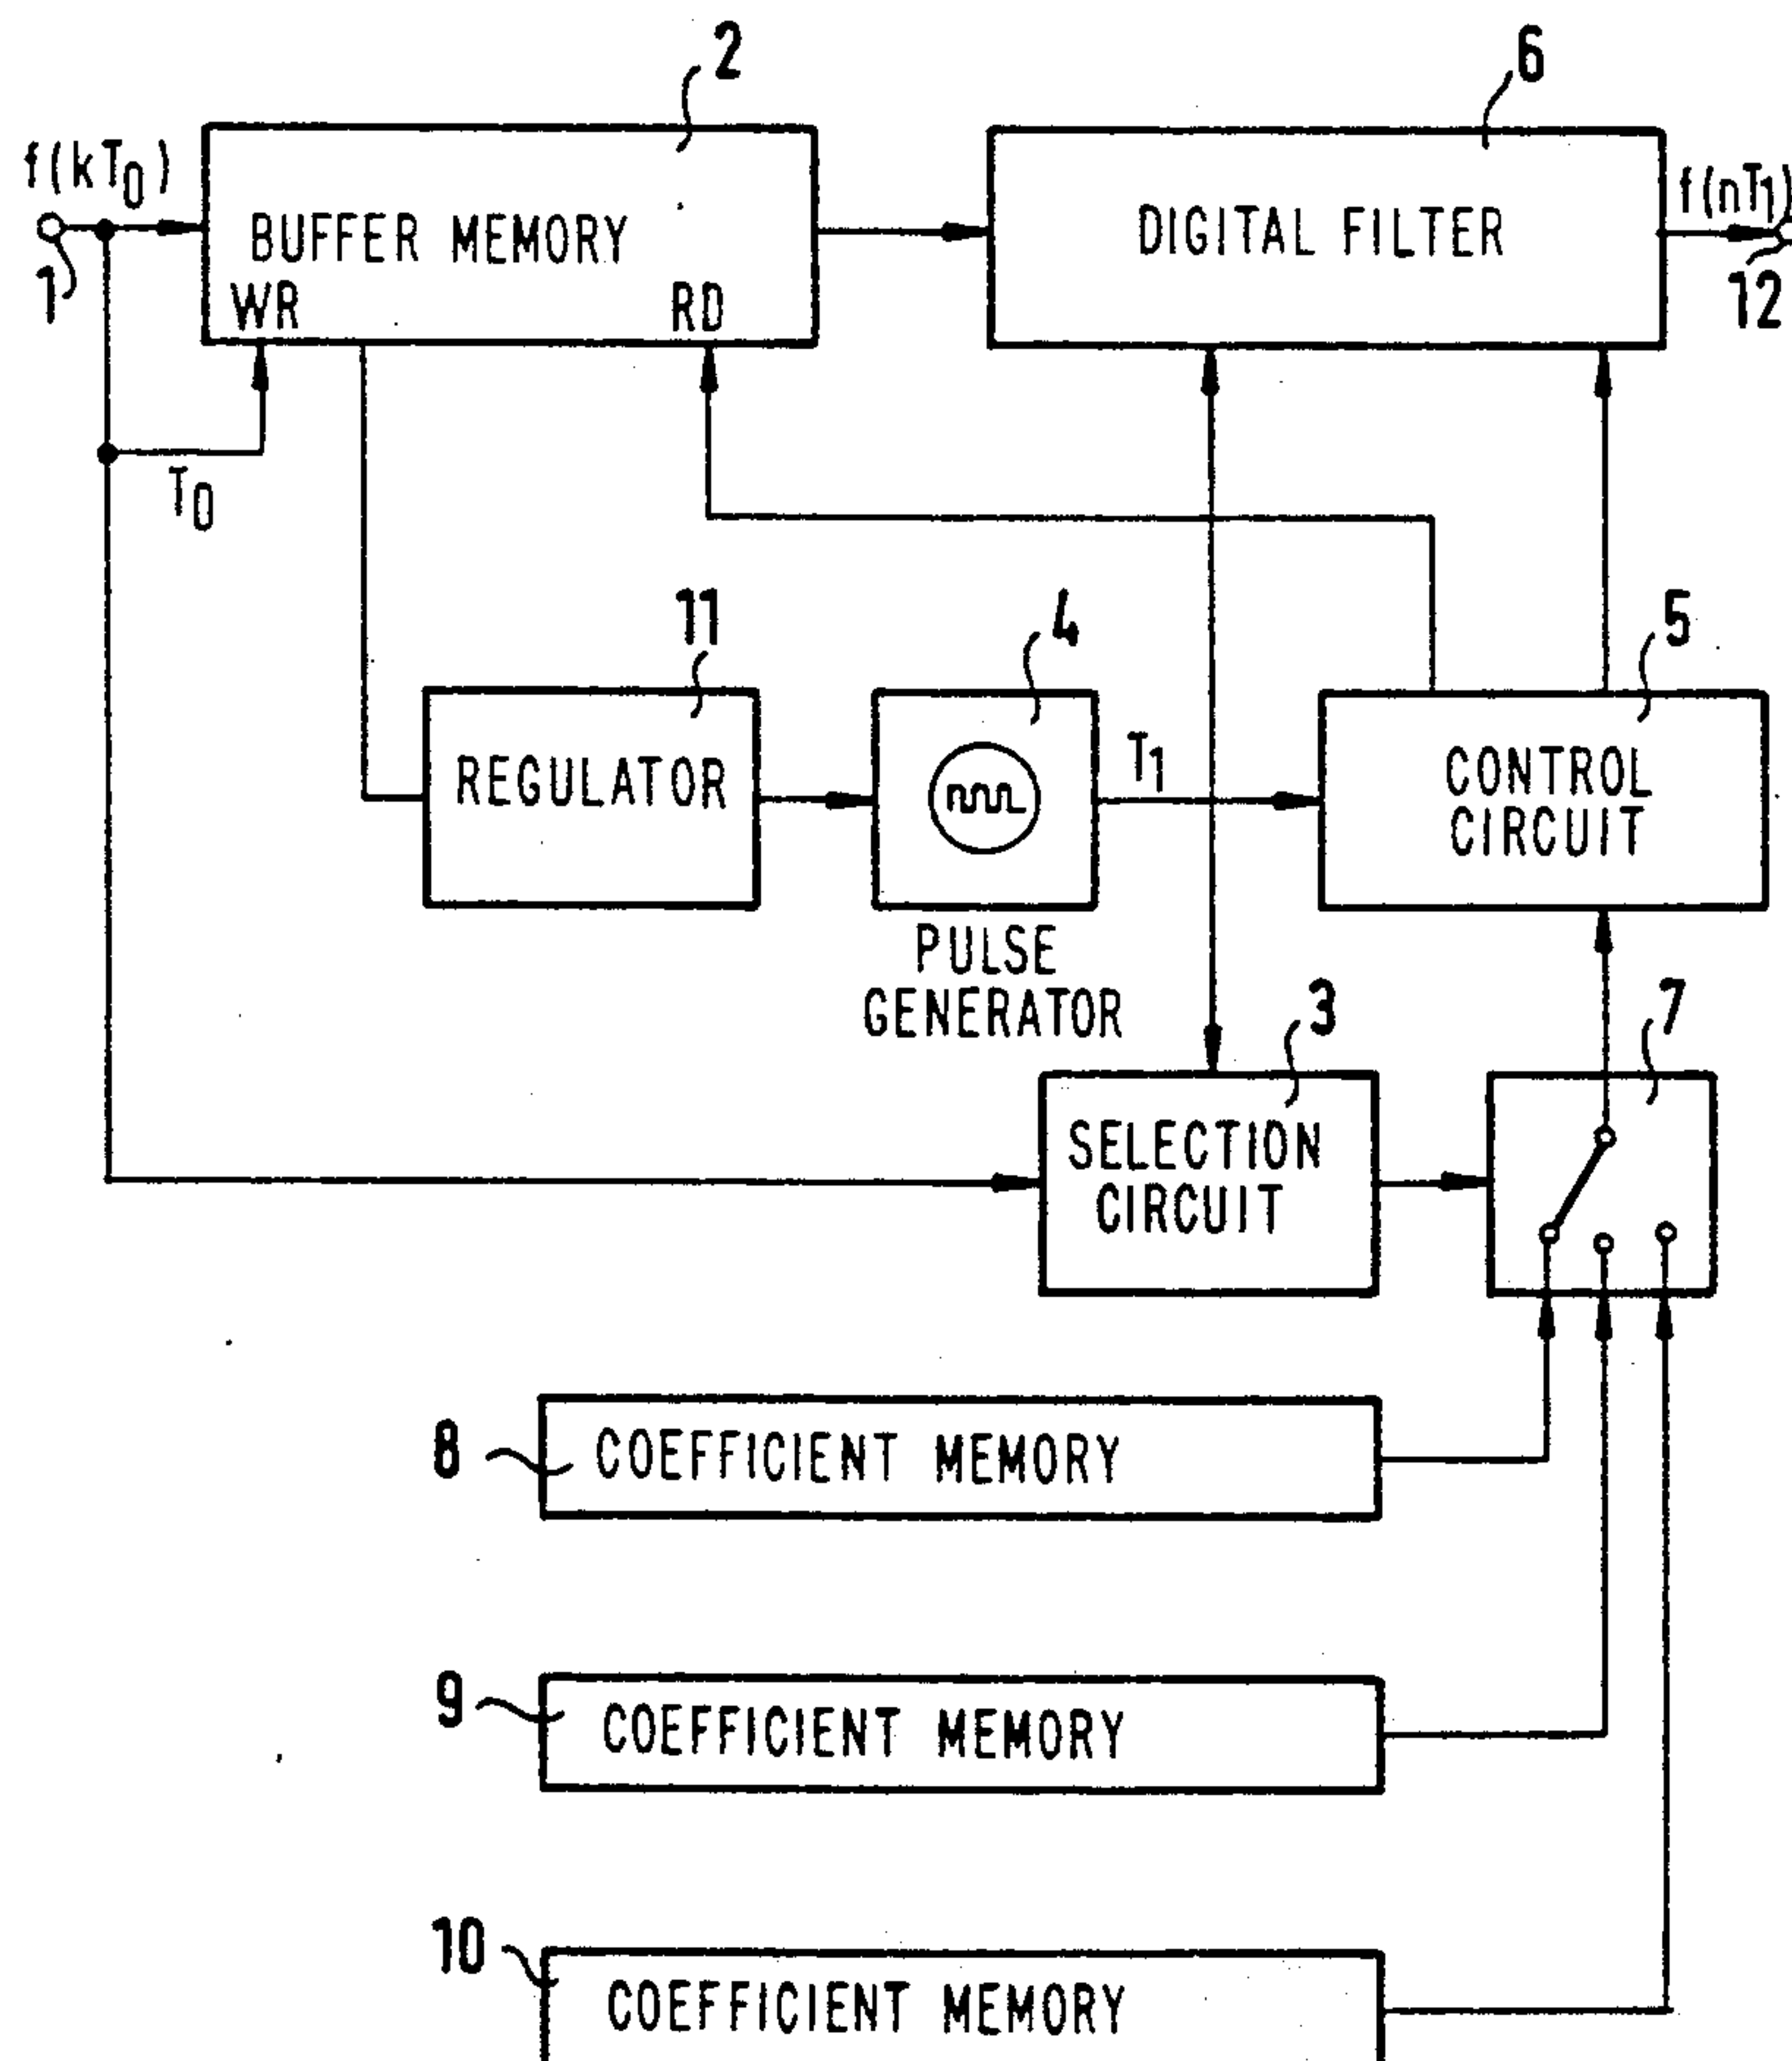 2
6
f(kT0)
f(nT1)
BUFFER MEMORY
DIGITAL FILTER
1
WR
RD
12
T0
11
4
5
REGULATOR
T1
CONTROL
CIRCUIT
PULSE
GENERATOR
3
7
SELECTION
CIRCUIT
8
COEFFICIENT MEMORY
9
COEFFICIENT MEMORY
10
COEFFICIENT MEMORY